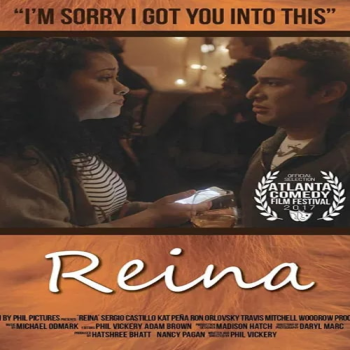 "I'M SORRY I GOT YOU INTO THIS"
OFFICIAL SELECTION
ATLANTA
COMEDY
FILM FESTIVAL
2017
Reina
BY PHIL PICTURES PRESENTS "REINA" SERGIO CASTILLO KAT PEÑA RON ORLOVSKY TRAVIS MITCHELL WOODROW PROC
MICHAEL ODMARK PHIL VICKERY ADAM BROWN MADISON HATCH DARYL MARC
HATSHREE BHATT NANCY PAGAN PHIL VICKERY